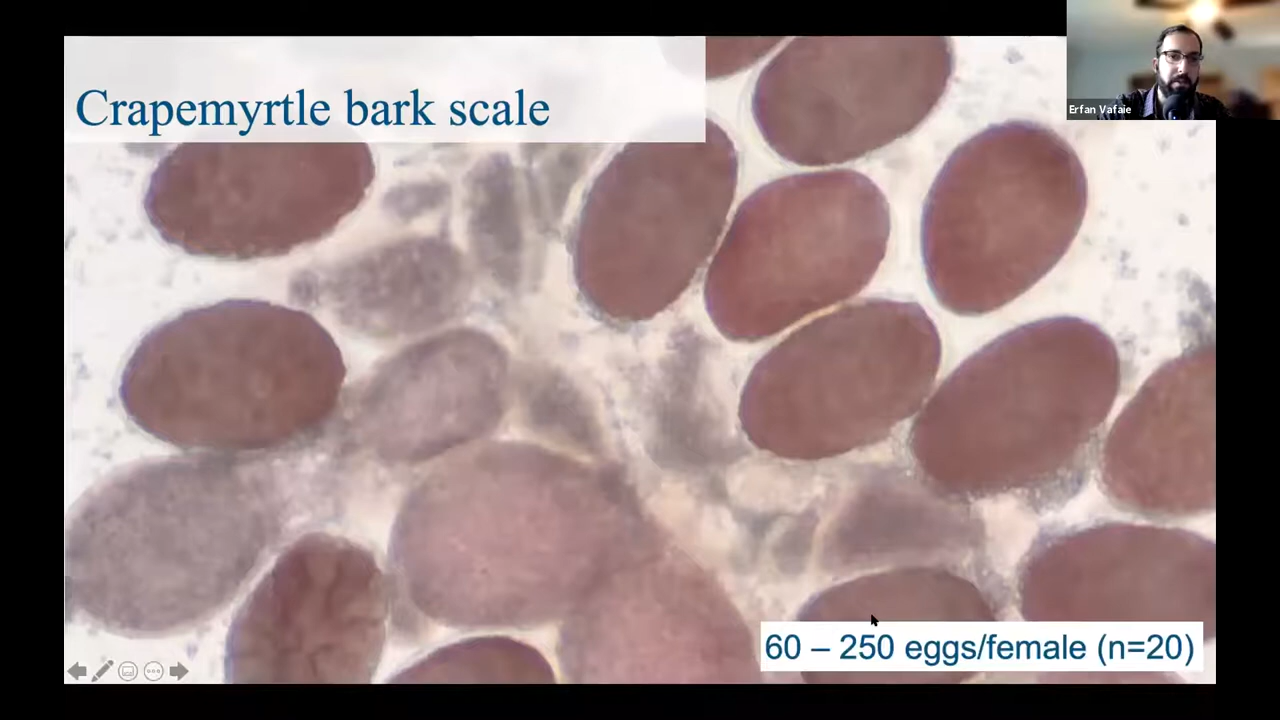 Crapemyrtle bark scale
Erfan Vafaie
60 – 250 eggs/female (n=20)